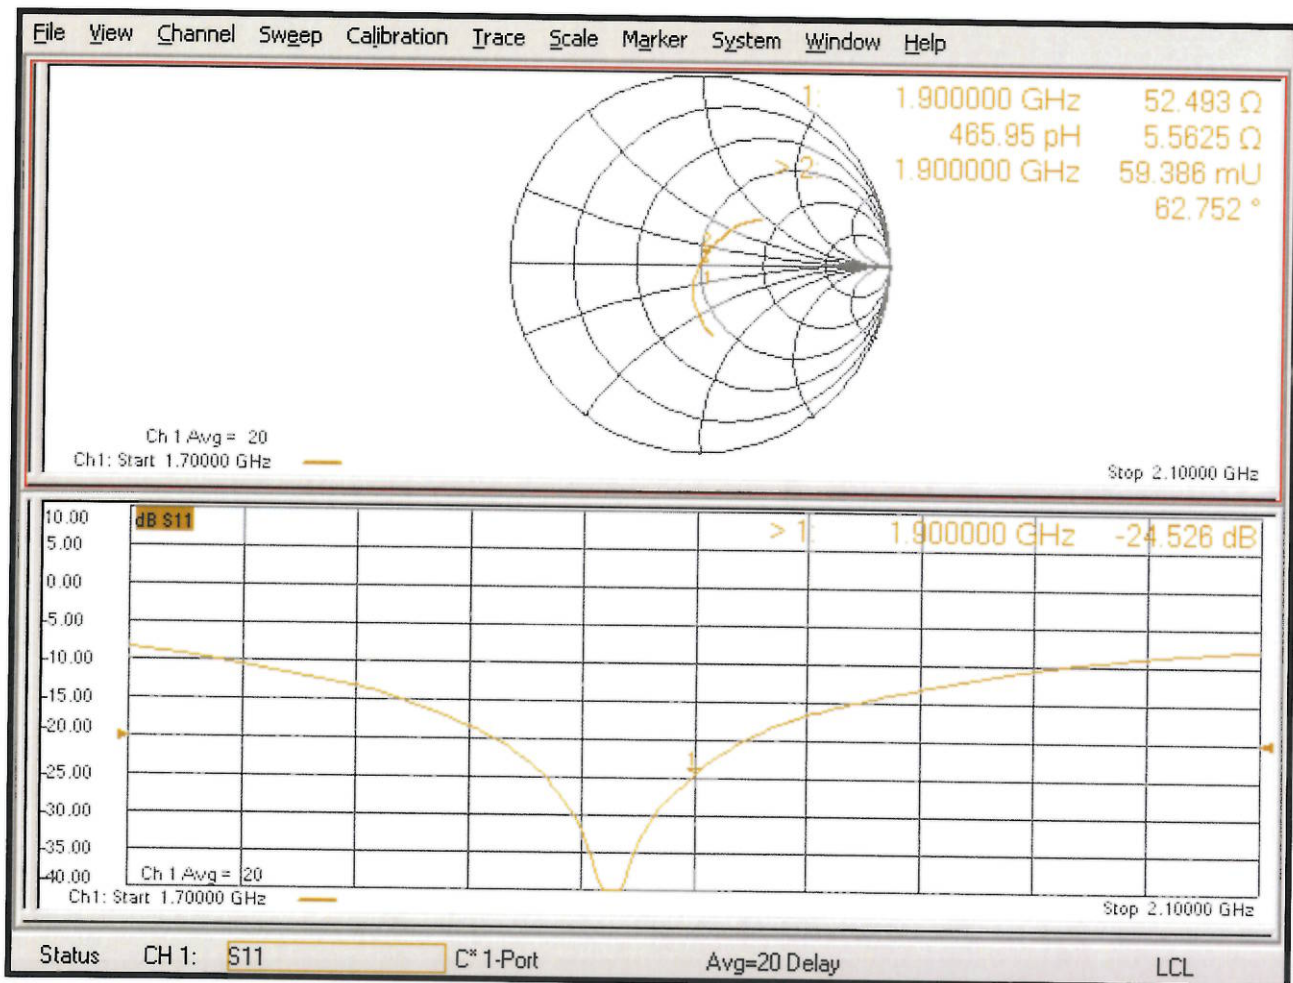 File View Channel Sweep Calibration Trace Scale Marker System Window Help
1: 1.900000 GHz 52.493 Ω
465.95 pH 5.5625 Ω
> 2: 1.900000 GHz 59.386 mU
62.752 °
2
1
Ch 1 Avg = 20
Ch1: Start 1.70000 GHz
Stop 2.10000 GHz
10.00
dB S11
> 1: 1.900000 GHz -24.526 dB
5.00
0.00
-5.00
-10.00
-15.00
-20.00
1
-25.00
-30.00
-35.00
-40.00
Ch 1 Avg = 20
Ch1: Start 1.70000 GHz
Stop 2.10000 GHz
Status CH 1: S11 C* 1-Port Avg=20 Delay LCL